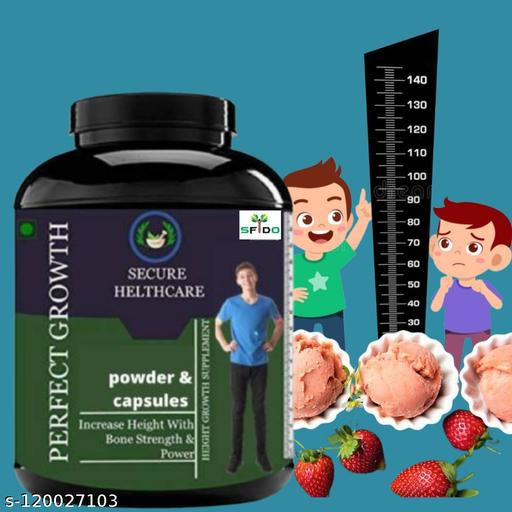 SFIDO
SECURE
HELTHCARE
PERFECT GROWTH
powder &
capsules
Increase Height With
Bone Strength &
Power
HEIGHT GROWTH SUPPLEMENT
140
130
120
110
100
90
80
70
60
50
40
30
s-120027103